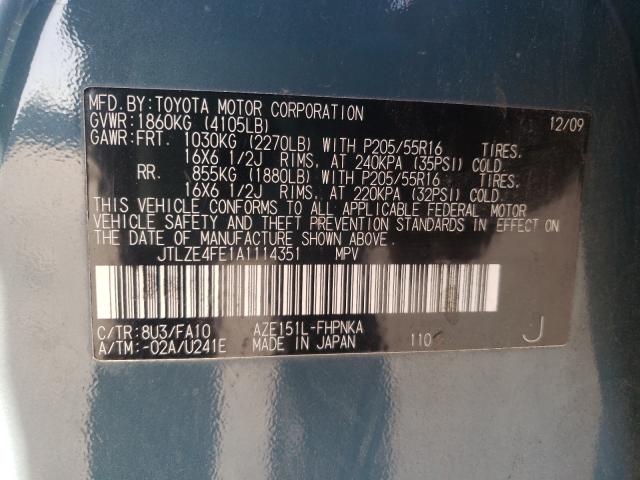 MFD.BY:TOYOTA MOTOR CORPORATION 12/09
GVWR:1860KG (4105LB)
GAWR:FRT. 1030KG (2270LB) WITH P205/55R16 TIRES.
16X6 1/2J RIMS, AT 240KPA (35PSI) COLD
RR. 855KG (1880LB) WITH P205/55R16 TIRES.
16X6 1/2J RIMS, AT 220KPA (32PSI) COLD.
THIS VEHICLE CONFORMS TO ALL APPLICABLE FEDERAL MOTOR
VEHICLE SAFETY AND THEFT PREVENTION STANDARDS IN EFFECT ON
THE DATE OF MANUFACTURE SHOWN ABOVE.
JTLZE4FE1A1114351 MPV
C/TR:8U3/FA10 AZE151L-FHPNKA
A/TM:-02A/U241E MADE IN JAPAN 110 J